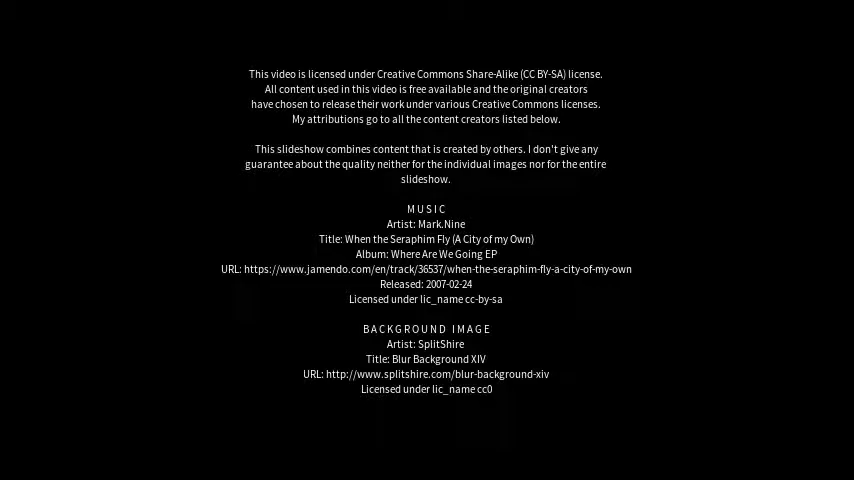 This video is licensed under Creative Commons Share-Alike (CC BY-SA) license.
All content used in this video is free available and the original creators
have chosen to release their work under various Creative Commons licenses.
My attributions go to all the content creators listed below.
This slideshow combines content that is created by others. I don't give any
guarantee about the quality neither for the individual images nor for the entire
slideshow.
MUSIC
Artist: Mark.Nine
Title: When the Seraphim Fly (A City of my Own)
Album: Where Are We Going EP
URL: https://www.jamendo.com/en/track/36537/when-the-seraphim-fly-a-city-of-my-own
Released: 2007-02-24
Licensed under lic_name cc-by-sa
BACKGROUND IMAGE
Artist: SplitShire
Title: Blur Background XIV
URL: http://www.splitshire.com/blur-background-xiv
Licensed under lic_name cc0